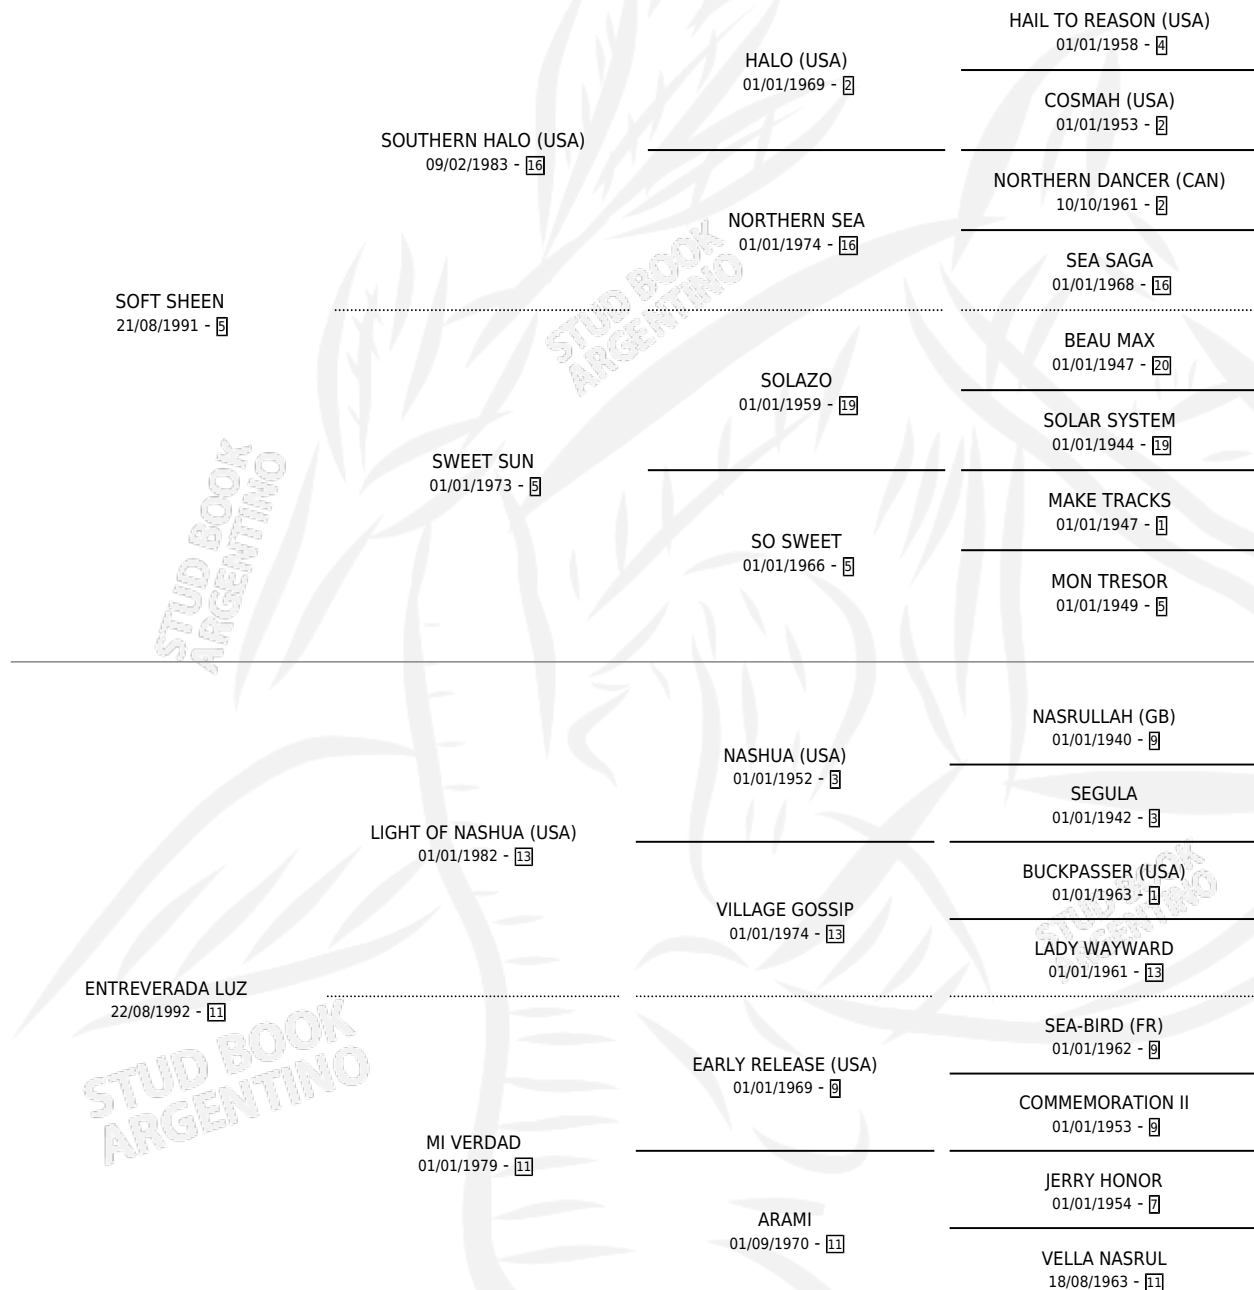 HAIL TO REASON (USA)
01/01/1958 - 4
HALO (USA)
01/01/1969 - 2
COSMAH (USA)
01/01/1953 - 2
SOUTHERN HALO (USA)
09/02/1983 - 16
NORTHERN DANCER (CAN)
10/10/1961 - 2
NORTHERN SEA
01/01/1974 - 16
SEA SAGA
01/01/1968 - 16
SOFT SHEEN
21/08/1991 - 5
BEAU MAX
01/01/1947 - 20
SOLAZO
01/01/1959 - 19
SOLAR SYSTEM
01/01/1944 - 19
SWEET SUN
01/01/1973 - 5
MAKE TRACKS
01/01/1947 - 1
SO SWEET
01/01/1966 - 5
MON TRESOR
01/01/1949 - 5
STUD BOOK
ARGENTINO
STUD BOOK
ARGENTINO
NASRULLAH (GB)
01/01/1940 - 9
NASHUA (USA)
01/01/1952 - 3
SEGULA
01/01/1942 - 3
LIGHT OF NASHUA (USA)
01/01/1982 - 13
BUCKPASSER (USA)
01/01/1963 - 1
VILLAGE GOSSIP
01/01/1974 - 13
LADY WAYWARD
01/01/1961 - 13
STUD BOOK
ARGENTINO
ENTREVERADA LUZ
22/08/1992 - 11
SEA-BIRD (FR)
01/01/1962 - 9
EARLY RELEASE (USA)
01/01/1969 - 9
COMMEMORATION II
01/01/1953 - 9
STUD BOOK
ARGENTINO
MI VERDAD
01/01/1979 - 11
JERRY HONOR
01/01/1954 - 7
ARAMI
01/09/1970 - 11
VELLA NASRUL
18/08/1963 - 11